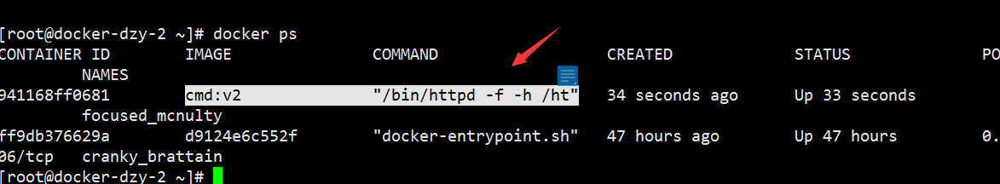 [root@docker-dzy-2 ~]# docker ps
CONTAINER ID IMAGE COMMAND CREATED STATUS PO
NAMES
941168ff0681 cmd:v2 "/bin/httpd -f -h /ht" 34 seconds ago Up 33 seconds
focused_mcnulty
ff9db376629a d9124e6c552f "docker-entrypoint.sh" 47 hours ago Up 47 hours 0.
06/tcp cranky_brattain
[root@docker-dzy-2 ~]#